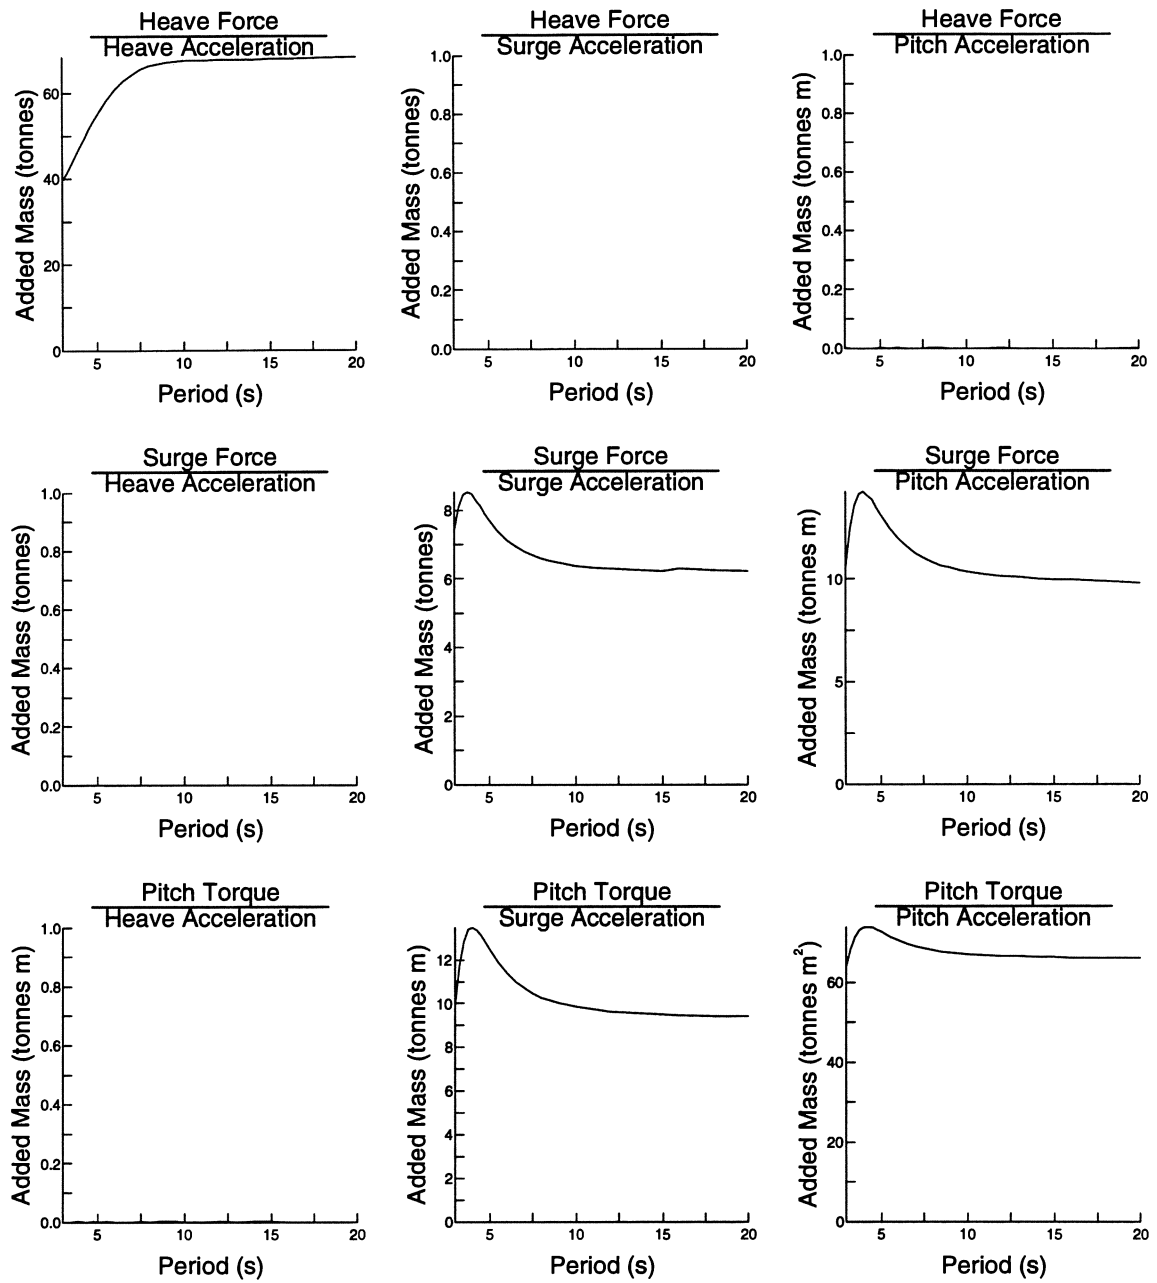 Heave Force
Heave Acceleration
Added Mass (tonnes)
60
40
20
0
5
10
15
20
Period (s)
Heave Force
Surge Acceleration
Added Mass (tonnes)
1.0
0.8
0.6
0.4
0.2
0.0
5
10
15
20
Period (s)
Heave Force
Pitch Acceleration
Added Mass (tonnes m)
1.0
0.8
0.6
0.4
0.2
0.0
5
10
15
20
Period (s)
Surge Force
Heave Acceleration
Added Mass (tonnes)
1.0
0.8
0.6
0.4
0.2
0.0
5
10
15
20
Period (s)
Surge Force
Surge Acceleration
Added Mass (tonnes)
8
6
4
2
0
5
10
15
20
Period (s)
Surge Force
Pitch Acceleration
Added Mass (tonnes m)
10
5
0
5
10
15
20
Period (s)
Pitch Torque
Heave Acceleration
Added Mass (tonnes m)
1.0
0.8
0.6
0.4
0.2
0.0
5
10
15
20
Period (s)
Pitch Torque
Surge Acceleration
Added Mass (tonnes m)
12
10
8
6
4
2
0
5
10
15
20
Period (s)
Pitch Torque
Pitch Acceleration
Added Mass (tonnes m²)
60
40
20
0
5
10
15
20
Period (s)